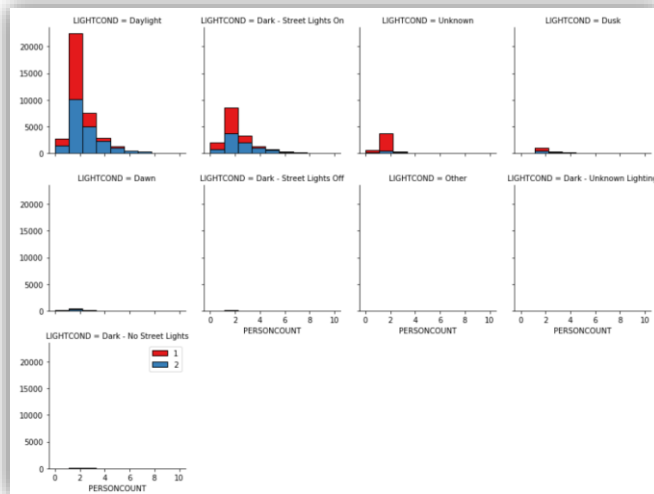 LIGHTCOND = Daylight
LIGHTCOND = Dark - Street Lights On
LIGHTCOND = Unknown
LIGHTCOND = Dusk
20000
15000
10000
5000
0
LIGHTCOND = Dawn
LIGHTCOND = Dark - Street Lights Off
LIGHTCOND = Other
LIGHTCOND = Dark - Unknown Lighting
20000
15000
10000
5000
0
0 2 4 6 8 10
PERSONCOUNT
0 2 4 6 8 10
PERSONCOUNT
0 2 4 6 8 10
PERSONCOUNT
LIGHTCOND = Dark - No Street Lights
1
2
20000
15000
10000
5000
0
0 2 4 6 8 10
PERSONCOUNT